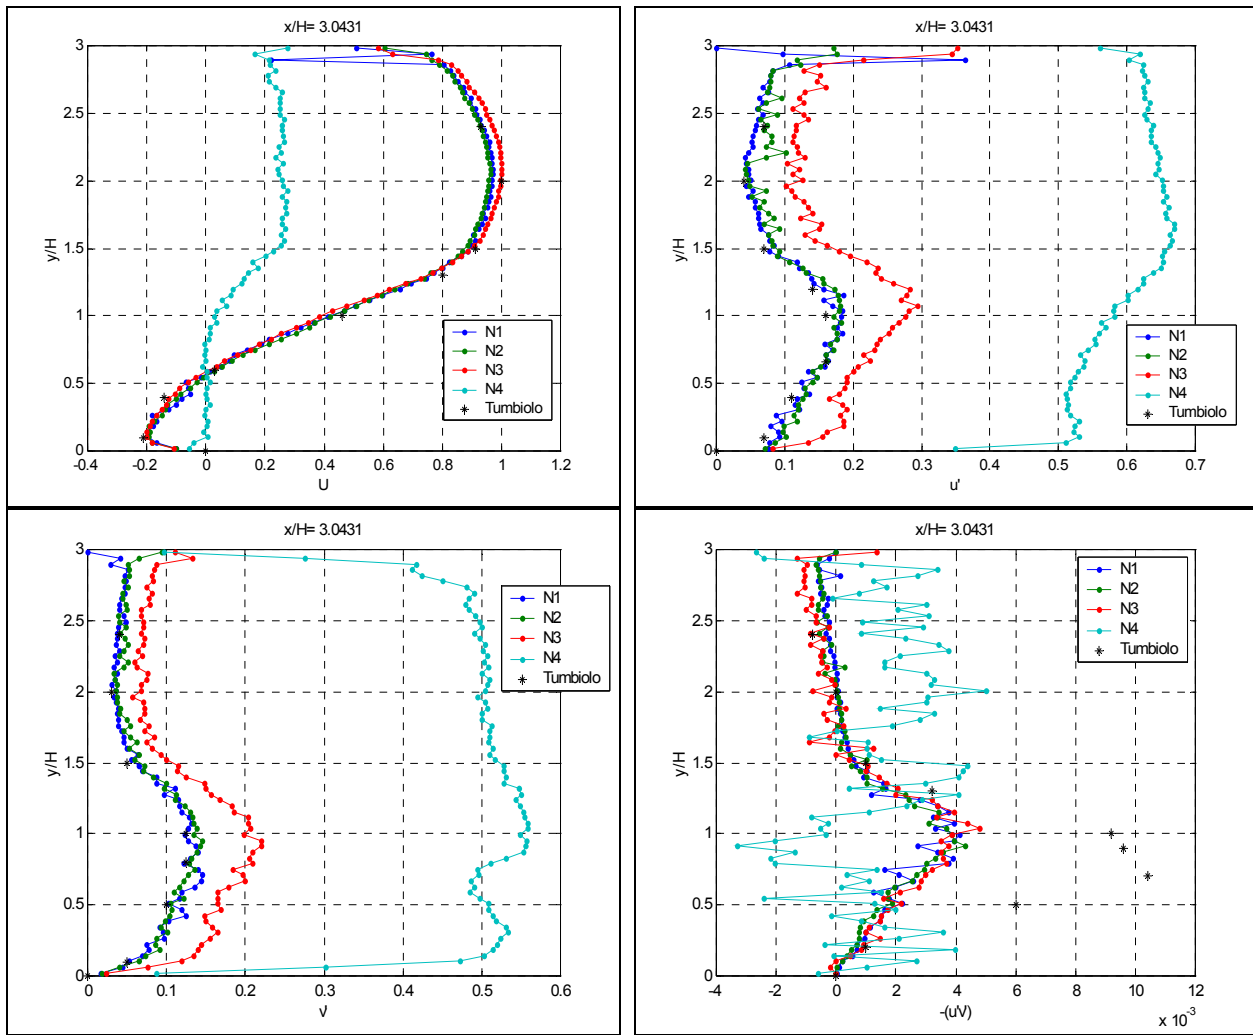 x/H= 3.0431
3
2.5
2
1.5
1
0.5
0
y/H
-0.4 -0.2 0 0.2 0.4 0.6 0.8 1 1.2
U
N1
N2
N3
N4
Tumbiolo
x/H= 3.0431
3
2.5
2
1.5
1
0.5
0
y/H
0 0.1 0.2 0.3 0.4 0.5 0.6 0.7
u'
N1
N2
N3
N4
Tumbiolo
x/H= 3.0431
3
2.5
2
1.5
1
0.5
0
y/H
0 0.1 0.2 0.3 0.4 0.5 0.6
v'
N1
N2
N3
N4
Tumbiolo
x/H= 3.0431
3
2.5
2
1.5
1
0.5
0
y/H
-4 -2 0 2 4 6 8 10 12
x 10⁻³
-(u'v')
N1
N2
N3
N4
Tumbiolo